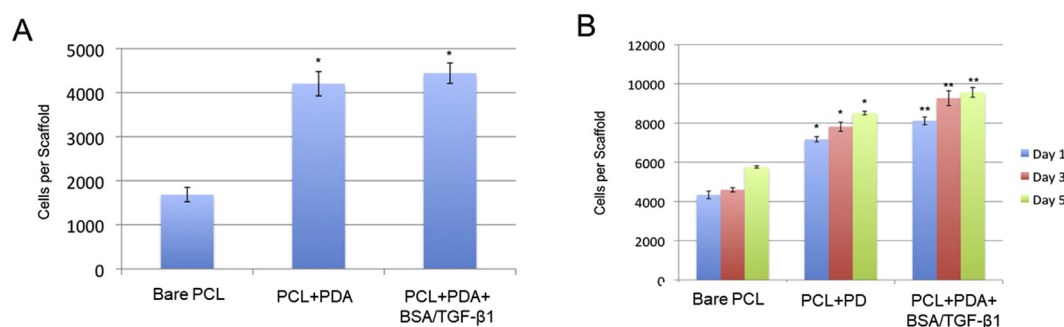 A
Cells per Scaffold
5000
4000
3000
2000
1000
0
*
*
Bare PCL
PCL+PDA
PCL+PDA+
BSA/TGF-β1
B
Cells per Scaffold
12000
10000
8000
6000
4000
2000
0
* * *
** ** **
Bare PCL
PCL+PD
PCL+PDA+
BSA/TGF-β1
Day 1
Day 3
Day 5